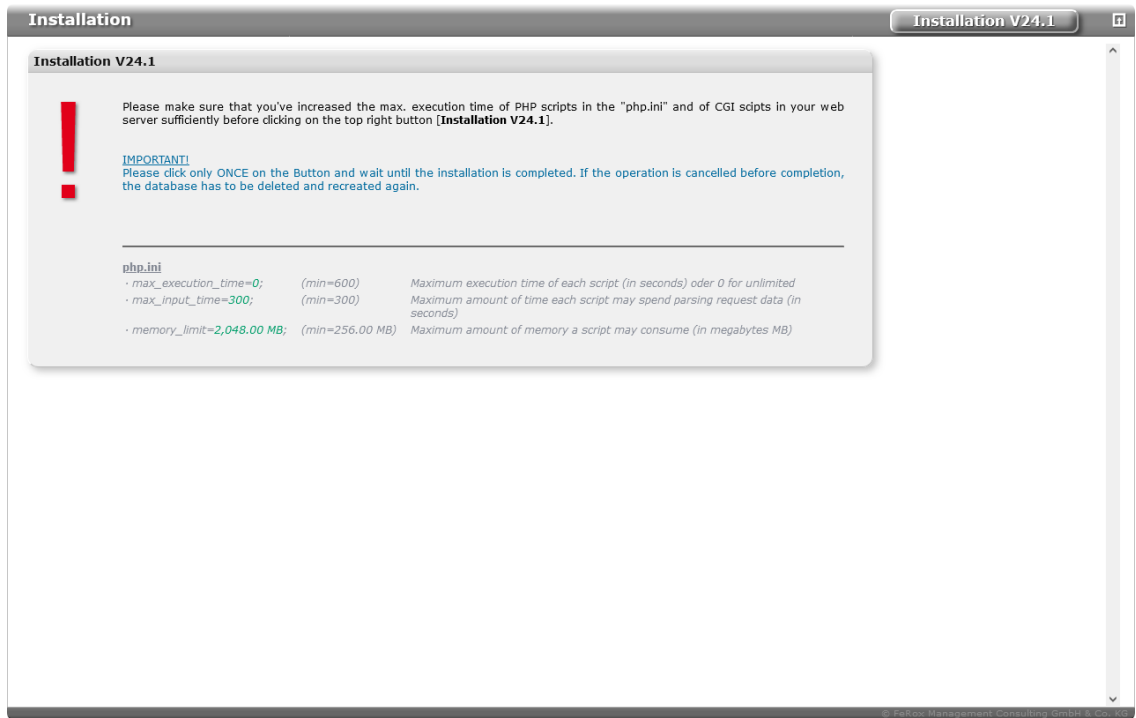 Installation
Installation V24.1
Installation V24.1
Please make sure that you've increased the max. execution time of PHP scripts in the "php.ini" and of CGI scipts in your web
server sufficiently before clicking on the top right button [Installation V24.1].
IMPORTANT!
Please click only ONCE on the Button and wait until the installation is completed. If the operation is cancelled before completion,
the database has to be deleted and recreated again.
php.ini
· max_execution_time=0; (min=600) Maximum execution time of each script (in seconds) oder 0 for unlimited
· max_input_time=300; (min=300) Maximum amount of time each script may spend parsing request data (in
seconds)
· memory_limit=2,048.00 MB; (min=256.00 MB) Maximum amount of memory a script may consume (in megabytes MB)
© FeRox Management Consulting GmbH & Co. KG